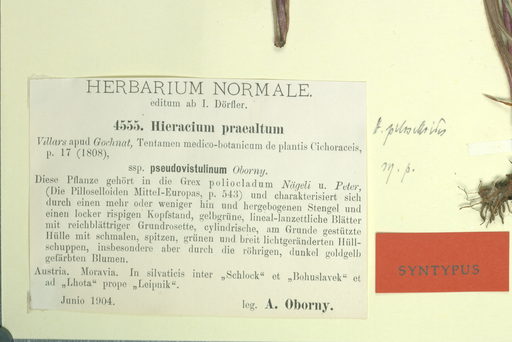 HERBARIUM NORMALE.
editum ab I. Dörfler.
4555. Hieracium praealtum
Villars apud Gochnat, Tentamen medico-botanicum de plantis Cichoraceis,
p. 17 (1808),
ssp. pseudovistulinum Oborny.
Diese Pflanze gehört in die Grex poliocladum Nägeli u. Peter,
(Die Pilloselloiden Mittel-Europas, p. 543) und charakterisiert sich
durch einen mehr oder weniger hin und hergebogenen Stengel und
einen locker rispigen Kopfstand, gelbgrüne, lineal-lanzettliche Blätter
mit reichblättriger Grundrosette, cylindrische, am Grunde gestützte
Hülle mit schmalen, spitzen, grünen und breit lichtgeränderten Hüll-
schuppen, insbesondere aber durch die röhrigen, dunkel goldgelb
gefärbten Blumen.
Austria. Moravia. In silvaticis inter „Schlock“ et „Bohuslavek“ et
ad „Lhota“ prope „Leipnik“.
Junio 1904. leg. A. Oborny.
H. piloselloides
p.
SYNTYPUS